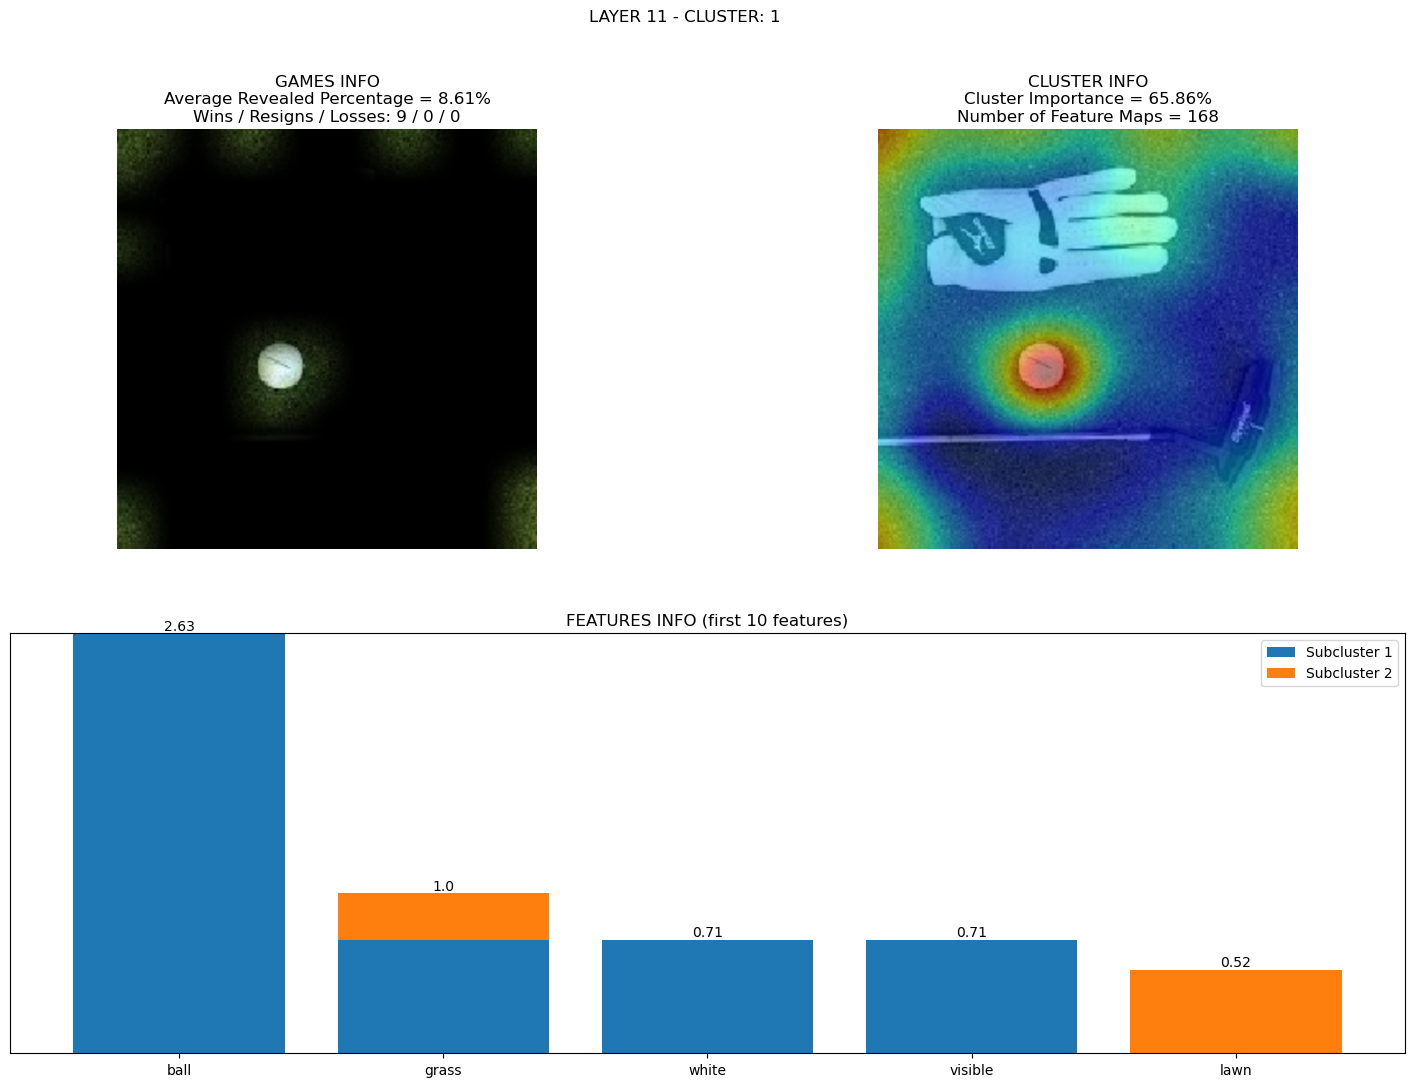 LAYER 11 - CLUSTER: 1
GAMES INFO
Average Revealed Percentage = 8.61%
Wins / Resigns / Losses: 9 / 0 / 0
CLUSTER INFO
Cluster Importance = 65.86%
Number of Feature Maps = 168
FEATURES INFO (first 10 features)
2.63
1.0
0.71
0.71
0.52
Subcluster 1
Subcluster 2
ball
grass
white
visible
lawn